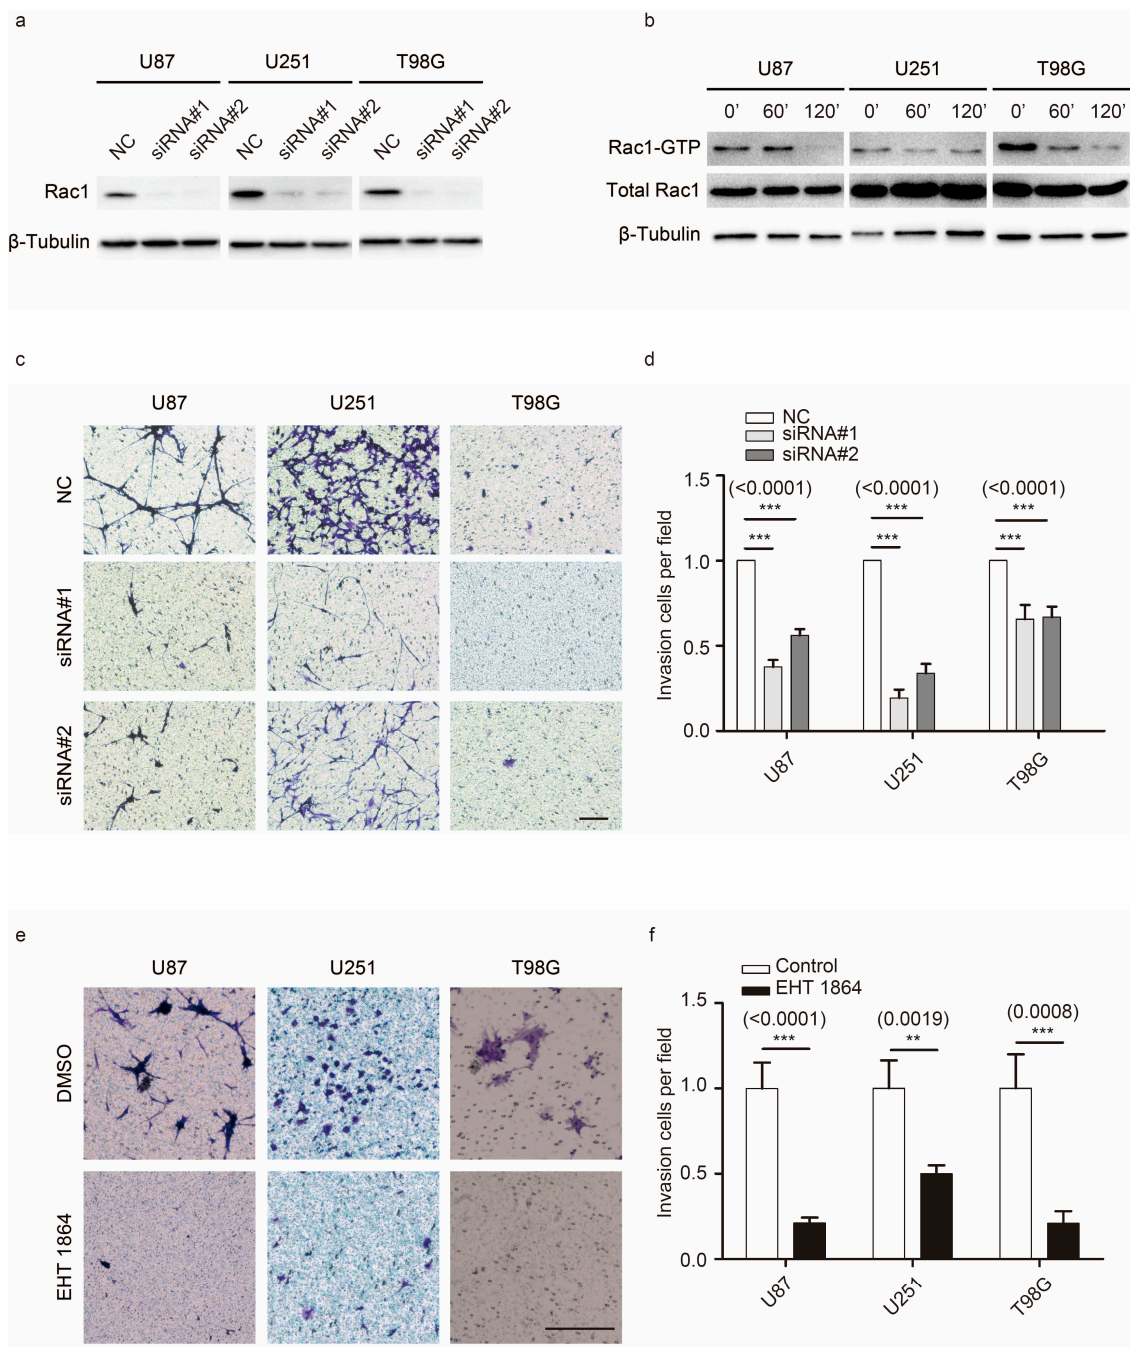 a
U87 U251 T98G
NC siRNA#1 siRNA#2 NC siRNA#1 siRNA#2 NC siRNA#1 siRNA#2
Rac1
β-Tubulin
b
U87 U251 T98G
0' 60' 120' 0' 60' 120' 0' 60' 120'
Rac1-GTP
Total Rac1
β-Tubulin
c
U87 U251 T98G
NC
siRNA#1
siRNA#2
d
NC
siRNA#1
siRNA#2
Invasion cells per field
1.5
1.0
0.5
0.0
(<0.0001) (<0.0001) (<0.0001)
*** *** ***
*** *** ***
U87 U251 T98G
e
U87 U251 T98G
DMSO
EHT 1864
f
Control
EHT 1864
Invasion cells per field
1.5
1.0
0.5
0.0
(<0.0001) (0.0019) (0.0008)
*** ** ***
U87 U251 T98G